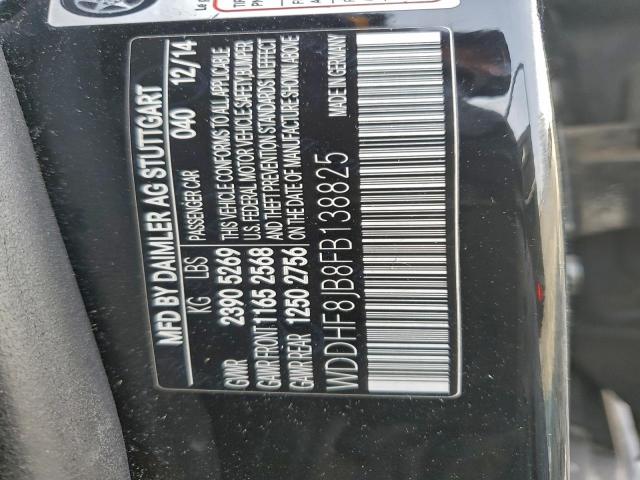 MFD BY DAIMLER AG STUTTGART
KG LBS PASSENGER CAR 040 12/14
GVWR 2390 5269 THIS VEHICLE CONFORMS TO ALL APPLICABLE
GAWR FRONT 1165 2568 U.S. FEDERAL MOTOR VEHICLE SAFETY/BUMPER
GAWR REAR 1250 2756 AND THEFT PREVENTION STANDARDS IN EFFECT
ON THE DATE OF MANUFACTURE SHOWN ABOVE
WDDHF8JB8FB138825 MADE IN GERMANY